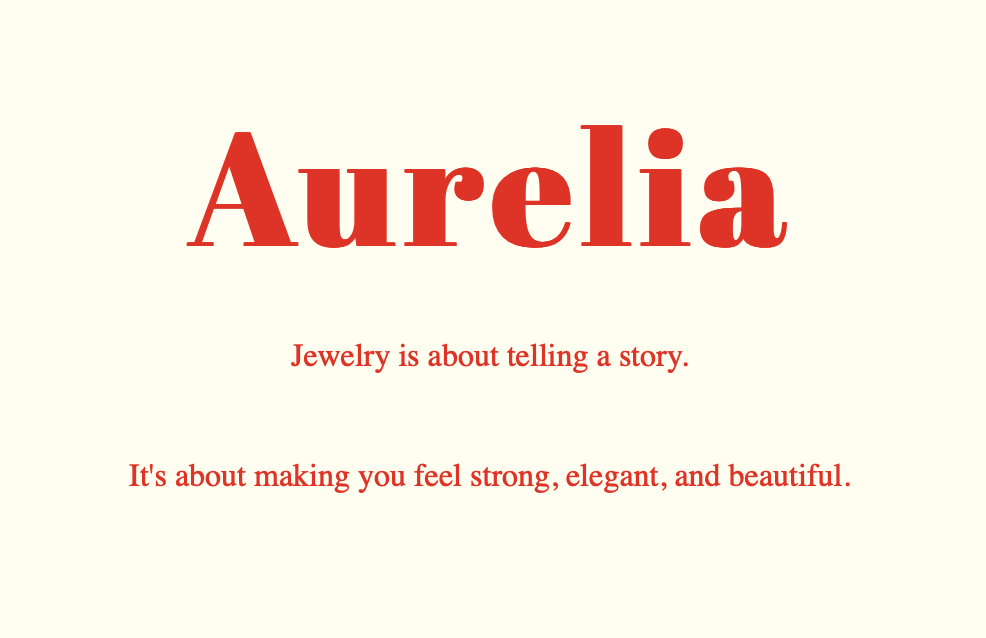 Aurelia
Jewelry is about telling a story.
It's about making you feel strong, elegant, and beautiful.